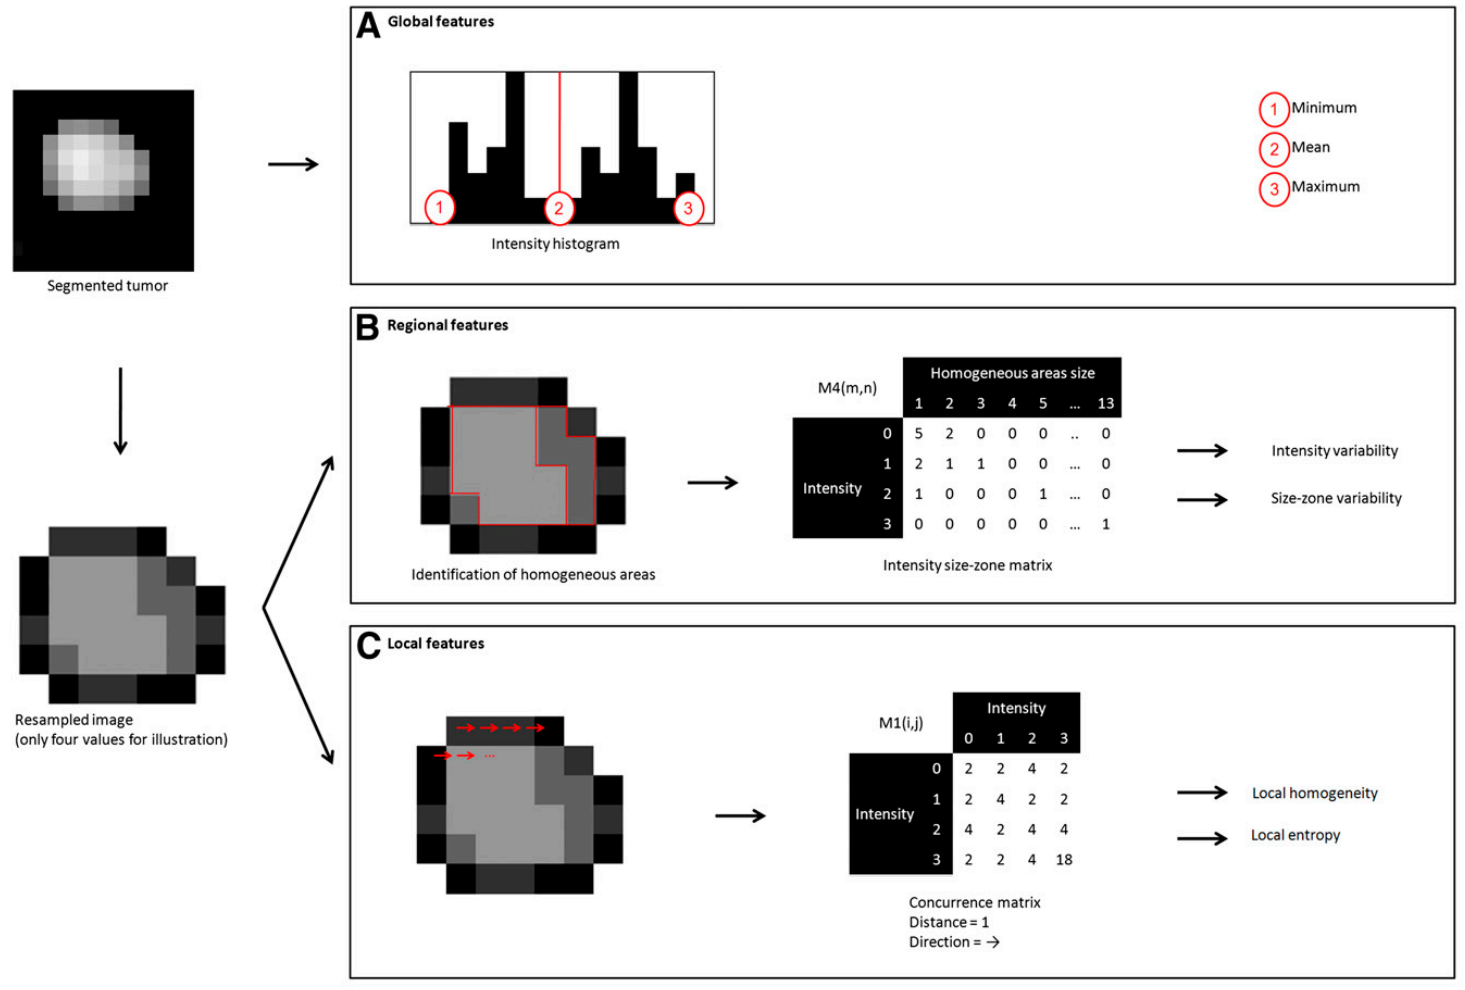 A Global features
1 Minimum
2 Mean
3 Maximum
1 2 3
Intensity histogram
Segmented tumor
B Regional features
M4(m,n)
Homogeneous areas size
1 2 3 4 5 ... 13
0 5 2 0 0 0 .. 0
1 2 1 1 0 0 ... 0
Intensity
2 1 0 0 0 1 ... 0
3 0 0 0 0 0 ... 1
Intensity variability
Size-zone variability
Identification of homogeneous areas
Intensity size-zone matrix
Resampled image
(only four values for illustration)
C Local features
...
M1(i,j)
Intensity
0 1 2 3
0 2 2 4 2
1 2 4 2 2
Intensity
2 4 2 4 4
3 2 2 4 18
Local homogeneity
Local entropy
Concurrence matrix
Distance = 1
Direction = →